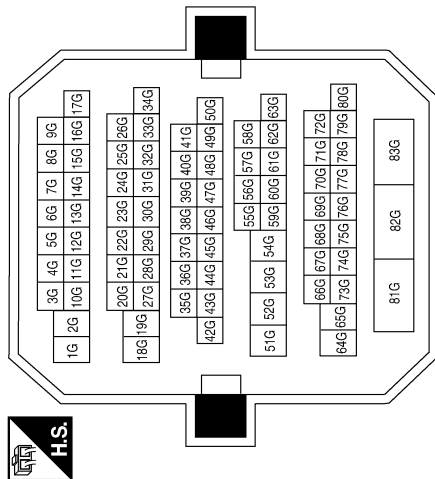 H.S.
3G 4G 5G 6G 7G 8G 9G
1G 2G 10G 11G 12G 13G 14G 15G 16G 17G
20G 21G 22G 23G 24G 25G 26G
18G 19G 27G 28G 29G 30G 31G 32G 33G 34G
35G 36G 37G 38G 39G 40G 41G
42G 43G 44G 45G 46G 47G 48G 49G 50G
55G 56G 57G 58G
51G 52G 53G 54G 59G 60G 61G 62G 63G
66G 67G 68G 69G 70G 71G 72G
64G 65G 73G 74G 75G 76G 77G 78G 79G 80G
81G 82G 83G